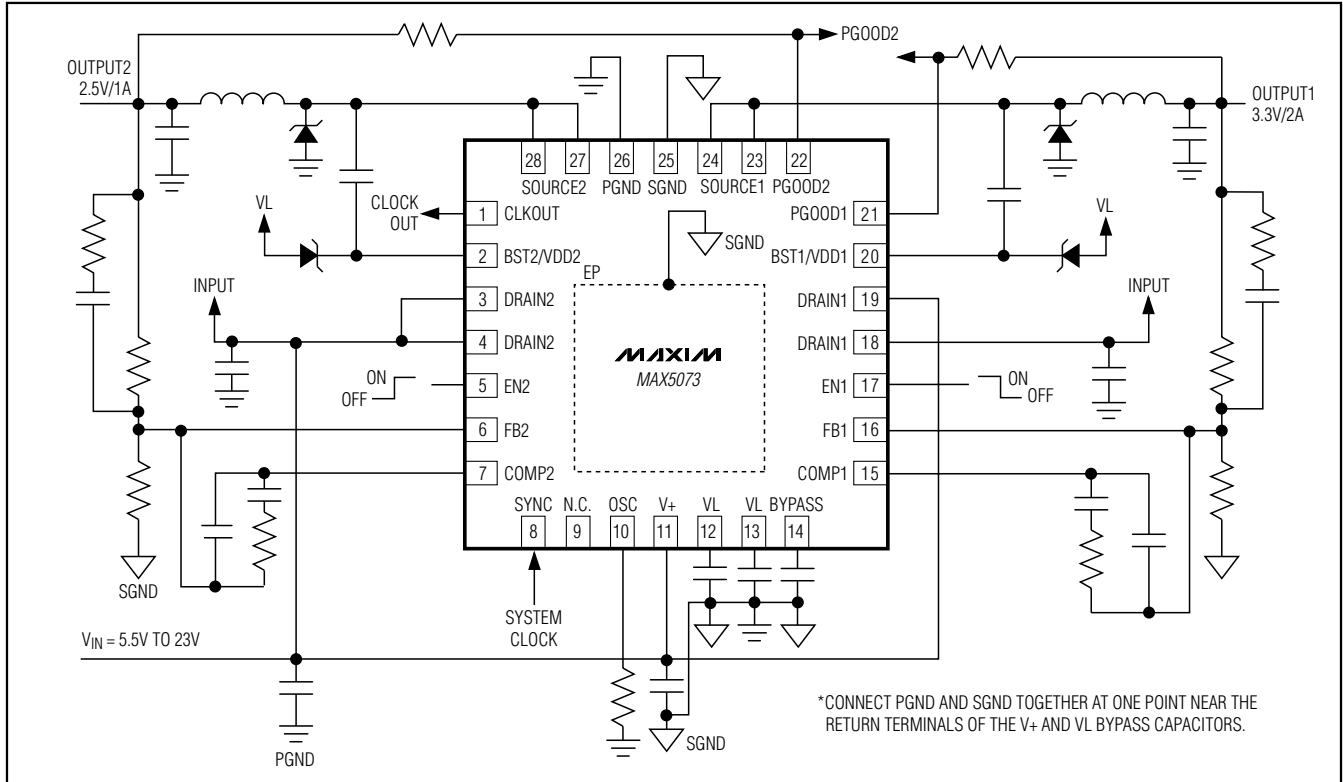 PGOOD2
OUTPUT2
2.5V/1A
OUTPUT1
3.3V/2A
28
27
26
25
24
23
22
SOURCE2
PGND
SGND
SOURCE1
PGOOD2
CLOCK
OUT
1
CLKOUT
PGOOD1
21
VL
SGND
VL
2
BST2/VDD2
BST1/VDD1
20
EP
INPUT
INPUT
3
DRAIN2
DRAIN1
19
4
DRAIN2
DRAIN1
18
MAXIM
MAX5073
ON
OFF
5
EN2
EN1
17
ON
OFF
6
FB2
FB1
16
7
COMP2
COMP1
15
SYNC
N.C.
OSC
V+
VL
VL
BYPASS
8
9
10
11
12
13
14
SGND
SYSTEM
CLOCK
VIN = 5.5V TO 23V
PGND
SGND
*CONNECT PGND AND SGND TOGETHER AT ONE POINT NEAR THE
RETURN TERMINALS OF THE V+ AND VL BYPASS CAPACITORS.